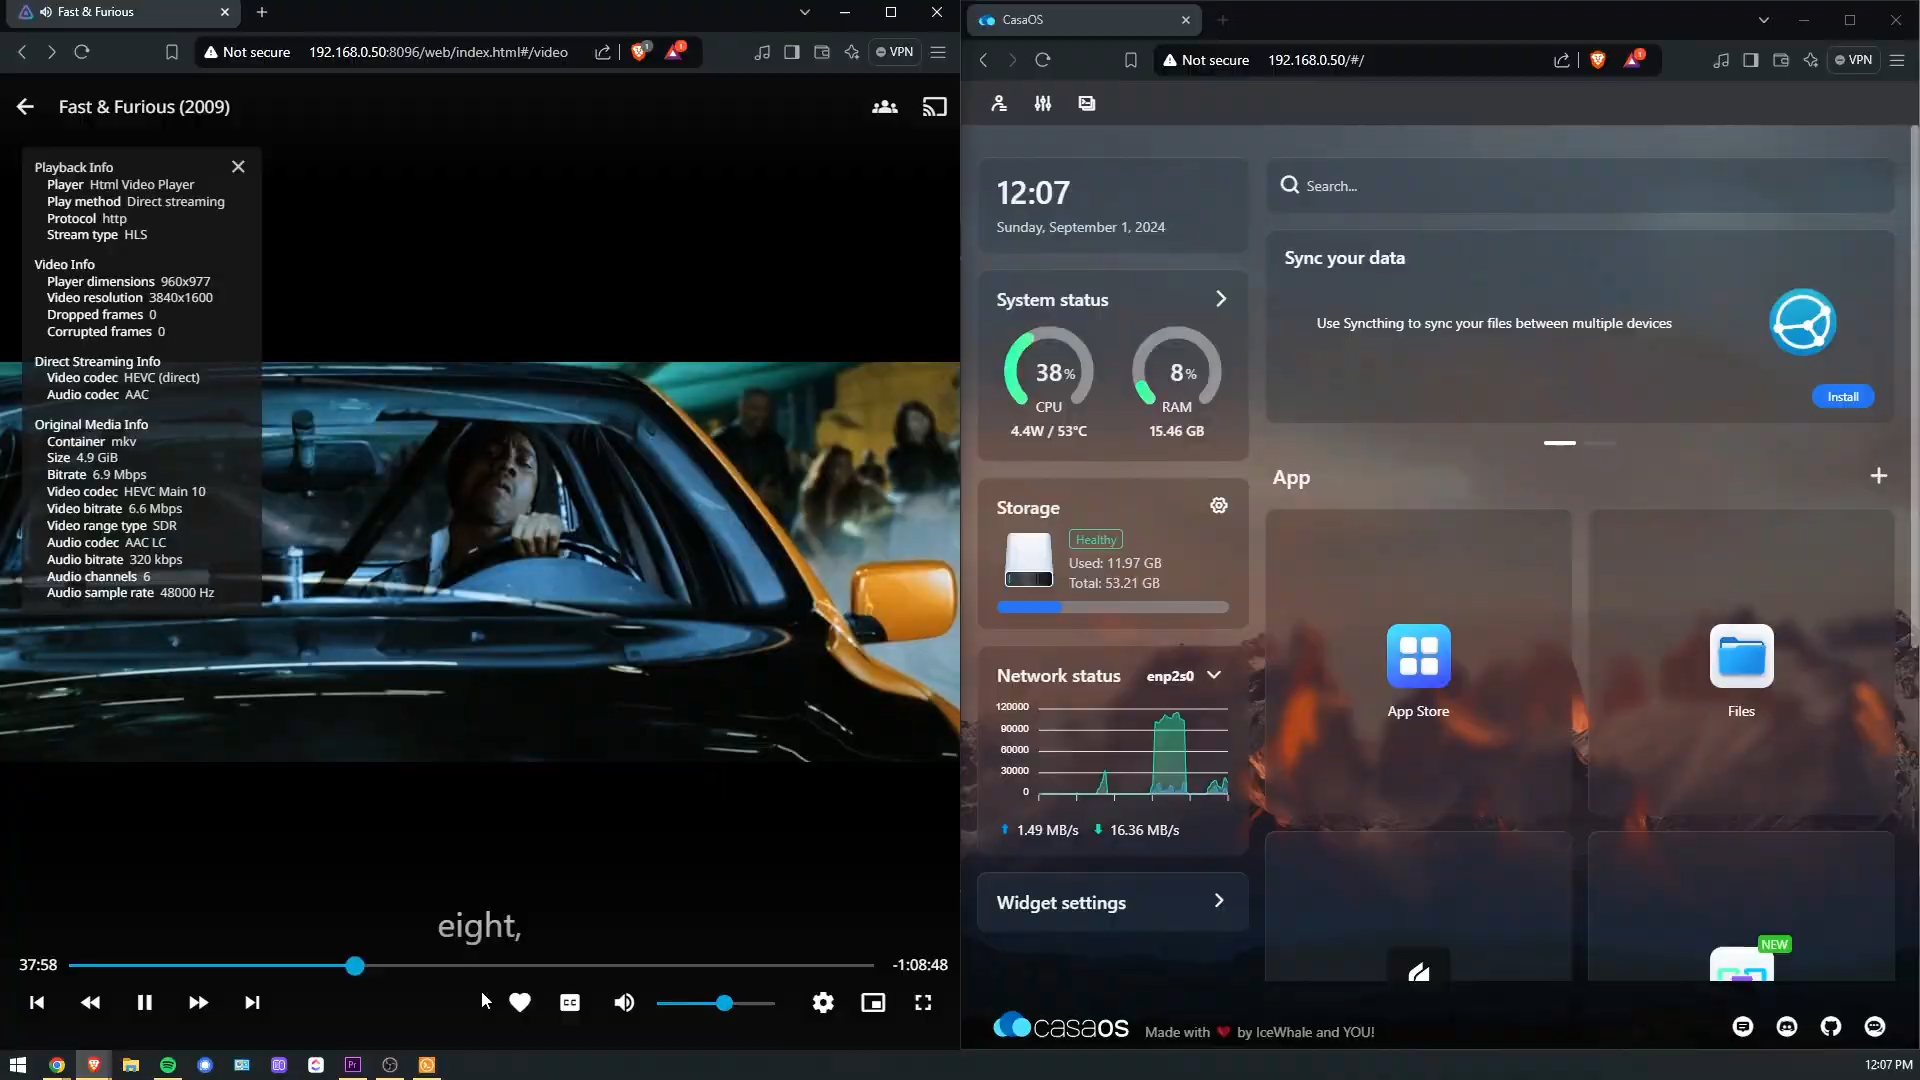 Fast & Furious
Not secure 192.168.0.50:8096/web/index.html#/video
1
1
VPN
Fast & Furious (2009)
Playback Info
Player Html Video Player
Play method Direct streaming
Protocol http
Stream type HLS
Video Info
Player dimensions 960x977
Video resolution 3840x1600
Dropped frames 0
Corrupted frames 0
Direct Streaming Info
Video codec HEVC (direct)
Audio codec AAC
Original Media Info
Container mkv
Size 4.9 GiB
Bitrate 6.9 Mbps
Video codec HEVC Main 10
Video bitrate 6.6 Mbps
Video range type SDR
Audio codec AAC LC
Audio bitrate 320 kbps
Audio channels 6
Audio sample rate 48000 Hz
eight,
37:58
-1:08:48
CC
CasaOS
Not secure 192.168.0.50/#/
1
VPN
12:07
Sunday, September 1, 2024
System status
38%
CPU
4.4W / 53°C
8%
RAM
15.46 GB
Storage
Healthy
Used: 11.97 GB
Total: 53.21 GB
Network status enp2s0
120000
90000
60000
30000
0
1.49 MB/s 16.36 MB/s
Widget settings
Search...
Sync your data
Use Syncthing to sync your files between multiple devices
Install
App
App Store
Files
NEW
casaos Made with ♥ by IceWhale and YOU!
Pr
12:07 PM